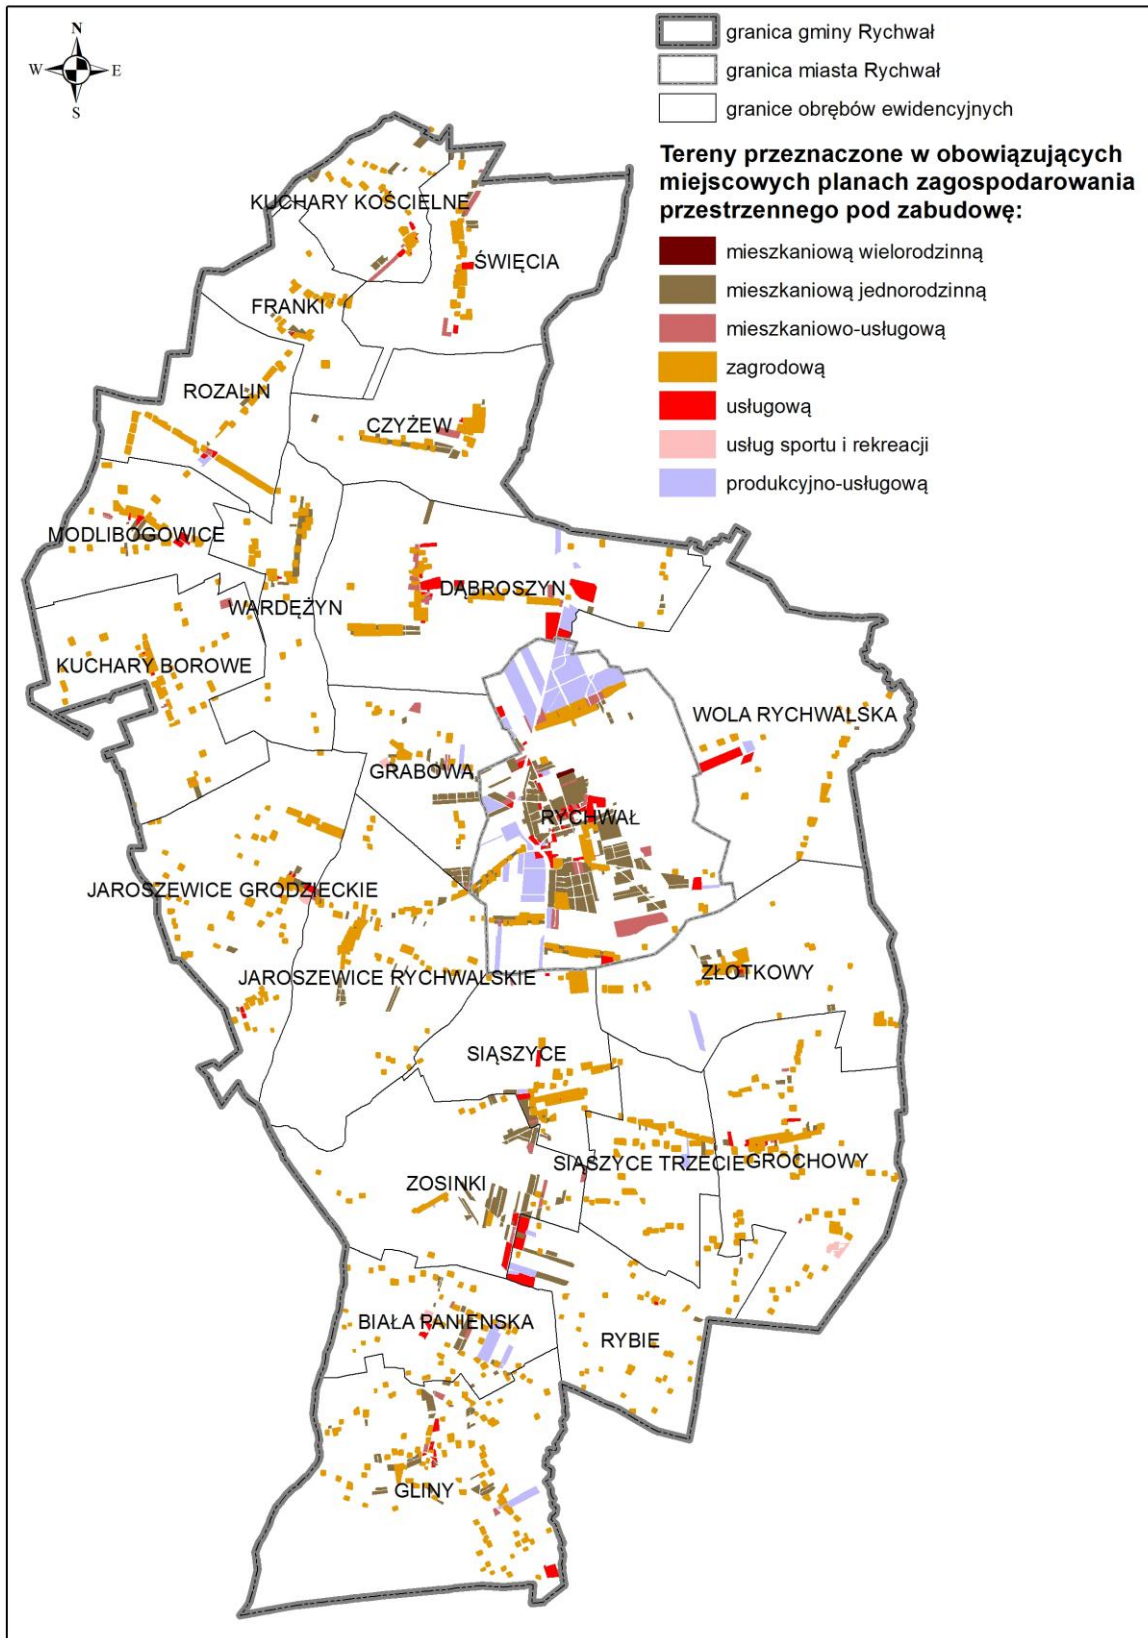 N
W
E
S
granica gminy Rychwał
granica miasta Rychwał
granice obrębów ewidencyjnych
Tereny przeznaczone w obowiązujących
miejscowych planach zagospodarowania
przestrzennego pod zabudowę:
mieszkaniową wielorodzinną
mieszkaniową jednorodzinną
mieszkaniowo-usługową
zagrodową
usługową
usług sportu i rekreacji
produkcyjno-usługową
KUCHARY KOŚCIELNE
ŚWIĘCIA
FRANKI
ROZALIN
CZYŻEW
MODLIBOGOWICE
DĄBROSZYN
WARDĘŻYN
KUCHARY BOROWE
WOLA RYCHWALSKA
GRABOWA
RYCHWAŁ
JAROSZEWICE GRODZIECKIE
JAROSZEWICE RYCHWALSKIE
ZŁOTKOWY
SIĄSZYCE
SIĄSZYCE TRZECIE
GROCHOWY
ZOSINKI
BIAŁA PANIEŃSKA
RYBIE
GLINY